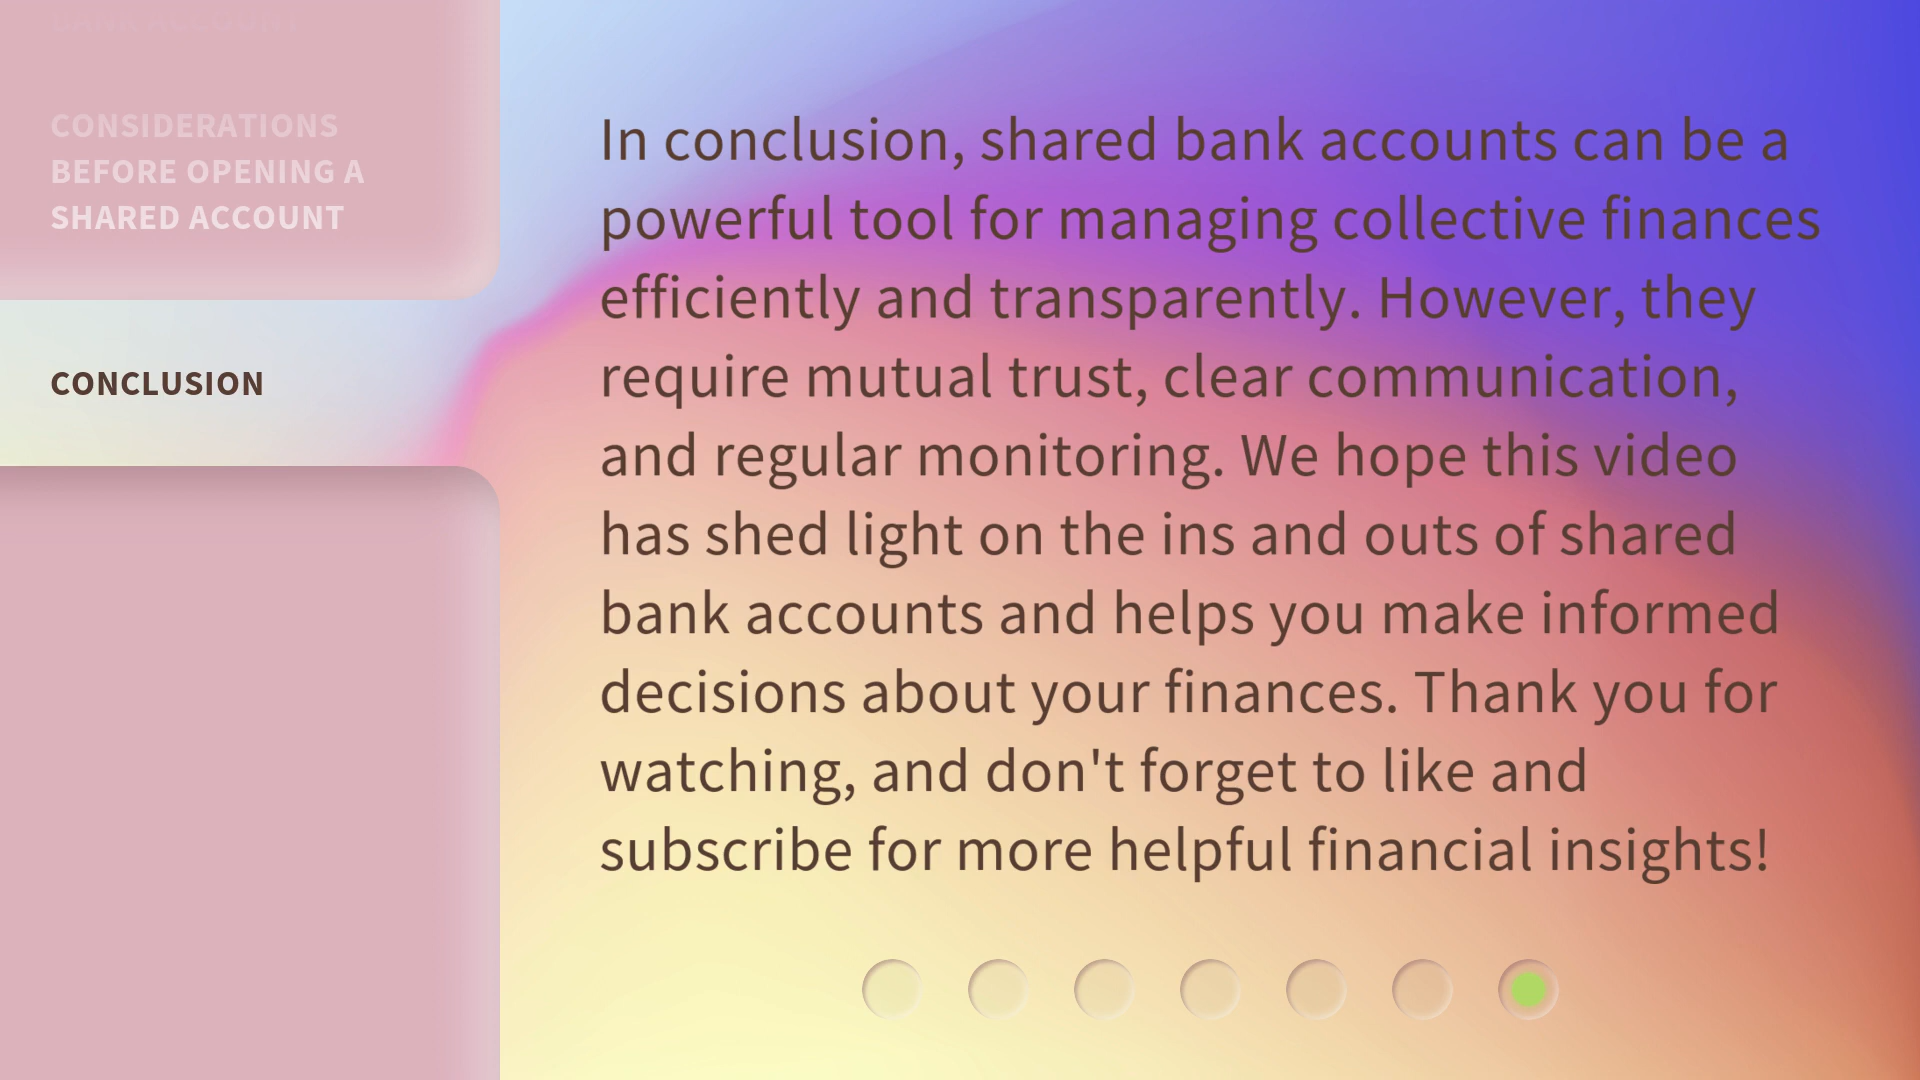 BANK ACCOUNT
CONSIDERATIONS
BEFORE OPENING A
SHARED ACCOUNT
CONCLUSION
In conclusion, shared bank accounts can be a
powerful tool for managing collective finances
efficiently and transparently. However, they
require mutual trust, clear communication,
and regular monitoring. We hope this video
has shed light on the ins and outs of shared
bank accounts and helps you make informed
decisions about your finances. Thank you for
watching, and don't forget to like and
subscribe for more helpful financial insights!